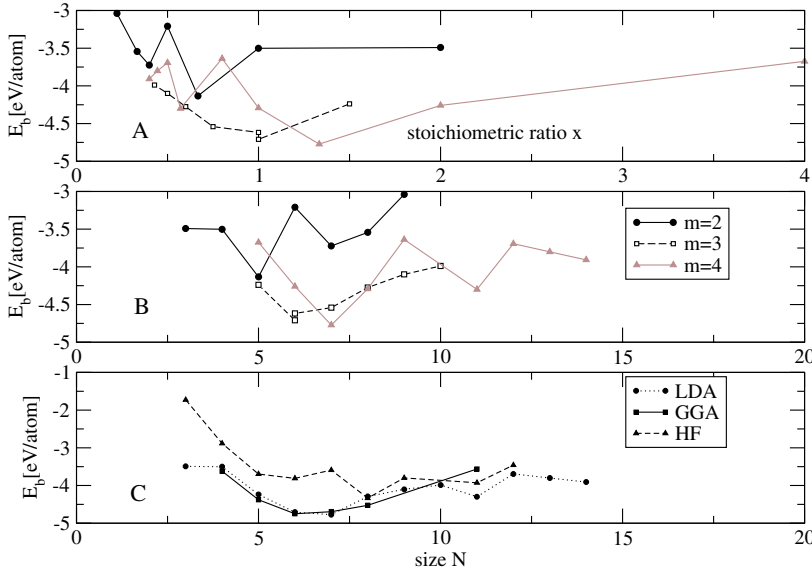 -3
-3.5
-4
-4.5
-5
E_b[eV/atom]
A
stoichiometric ratio x
0
1
2
3
4
-3
-3.5
-4
-4.5
-5
E_b[eV/atom]
B
m=2
m=3
m=4
0
5
10
15
20
-1
-2
-3
-4
-5
E_b[eV/atom]
C
LDA
GGA
HF
0
5
10
15
20
size N